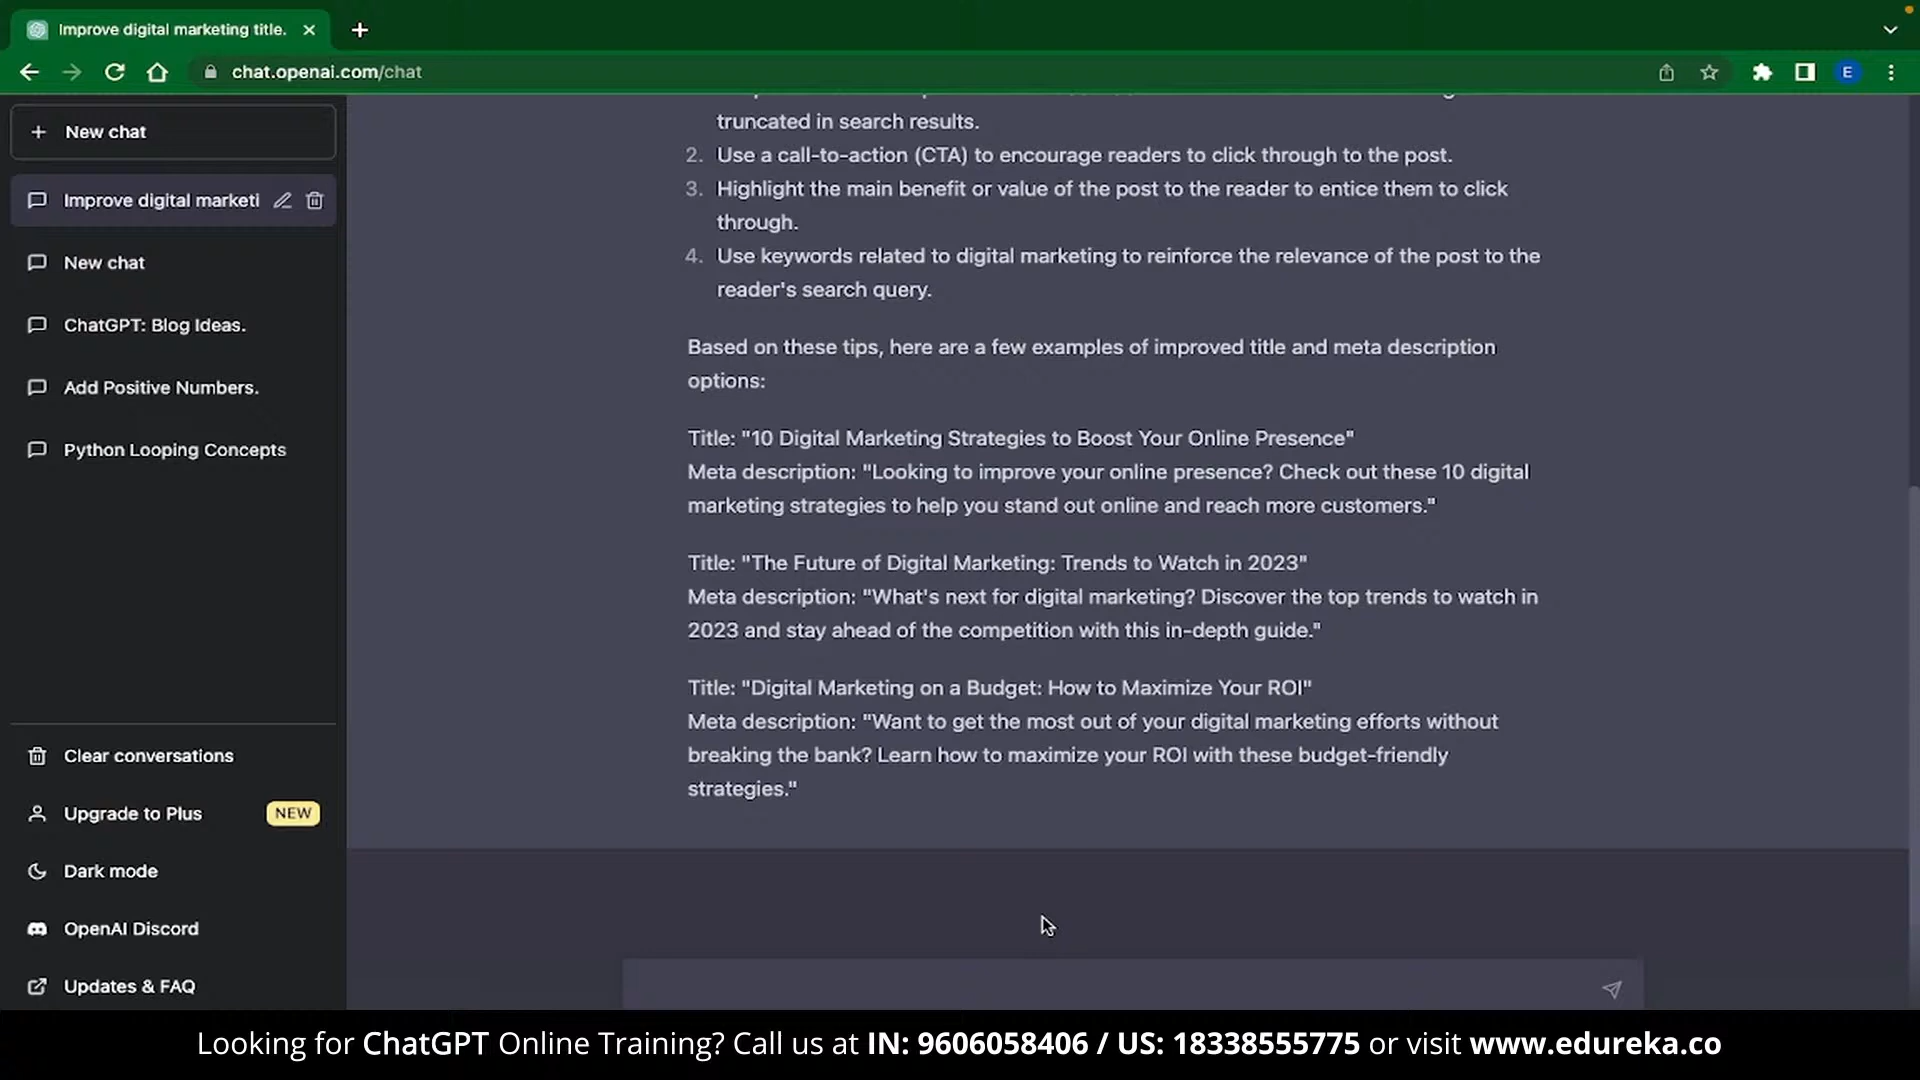 Improve digital marketing title.
chat.openai.com/chat
E
New chat
Improve digital marketi
New chat
ChatGPT: Blog Ideas.
Add Positive Numbers.
Python Looping Concepts
Clear conversations
Upgrade to Plus NEW
Dark mode
OpenAI Discord
Updates & FAQ
truncated in search results.
2. Use a call-to-action (CTA) to encourage readers to click through to the post.
3. Highlight the main benefit or value of the post to the reader to entice them to click
through.
4. Use keywords related to digital marketing to reinforce the relevance of the post to the
reader's search query.
Based on these tips, here are a few examples of improved title and meta description
options:
Title: "10 Digital Marketing Strategies to Boost Your Online Presence"
Meta description: "Looking to improve your online presence? Check out these 10 digital
marketing strategies to help you stand out online and reach more customers."
Title: "The Future of Digital Marketing: Trends to Watch in 2023"
Meta description: "What's next for digital marketing? Discover the top trends to watch in
2023 and stay ahead of the competition with this in-depth guide."
Title: "Digital Marketing on a Budget: How to Maximize Your ROI"
Meta description: "Want to get the most out of your digital marketing efforts without
breaking the bank? Learn how to maximize your ROI with these budget-friendly
strategies."
Looking for ChatGPT Online Training? Call us at IN: 9606058406 / US: 18338555775 or visit www.edureka.co